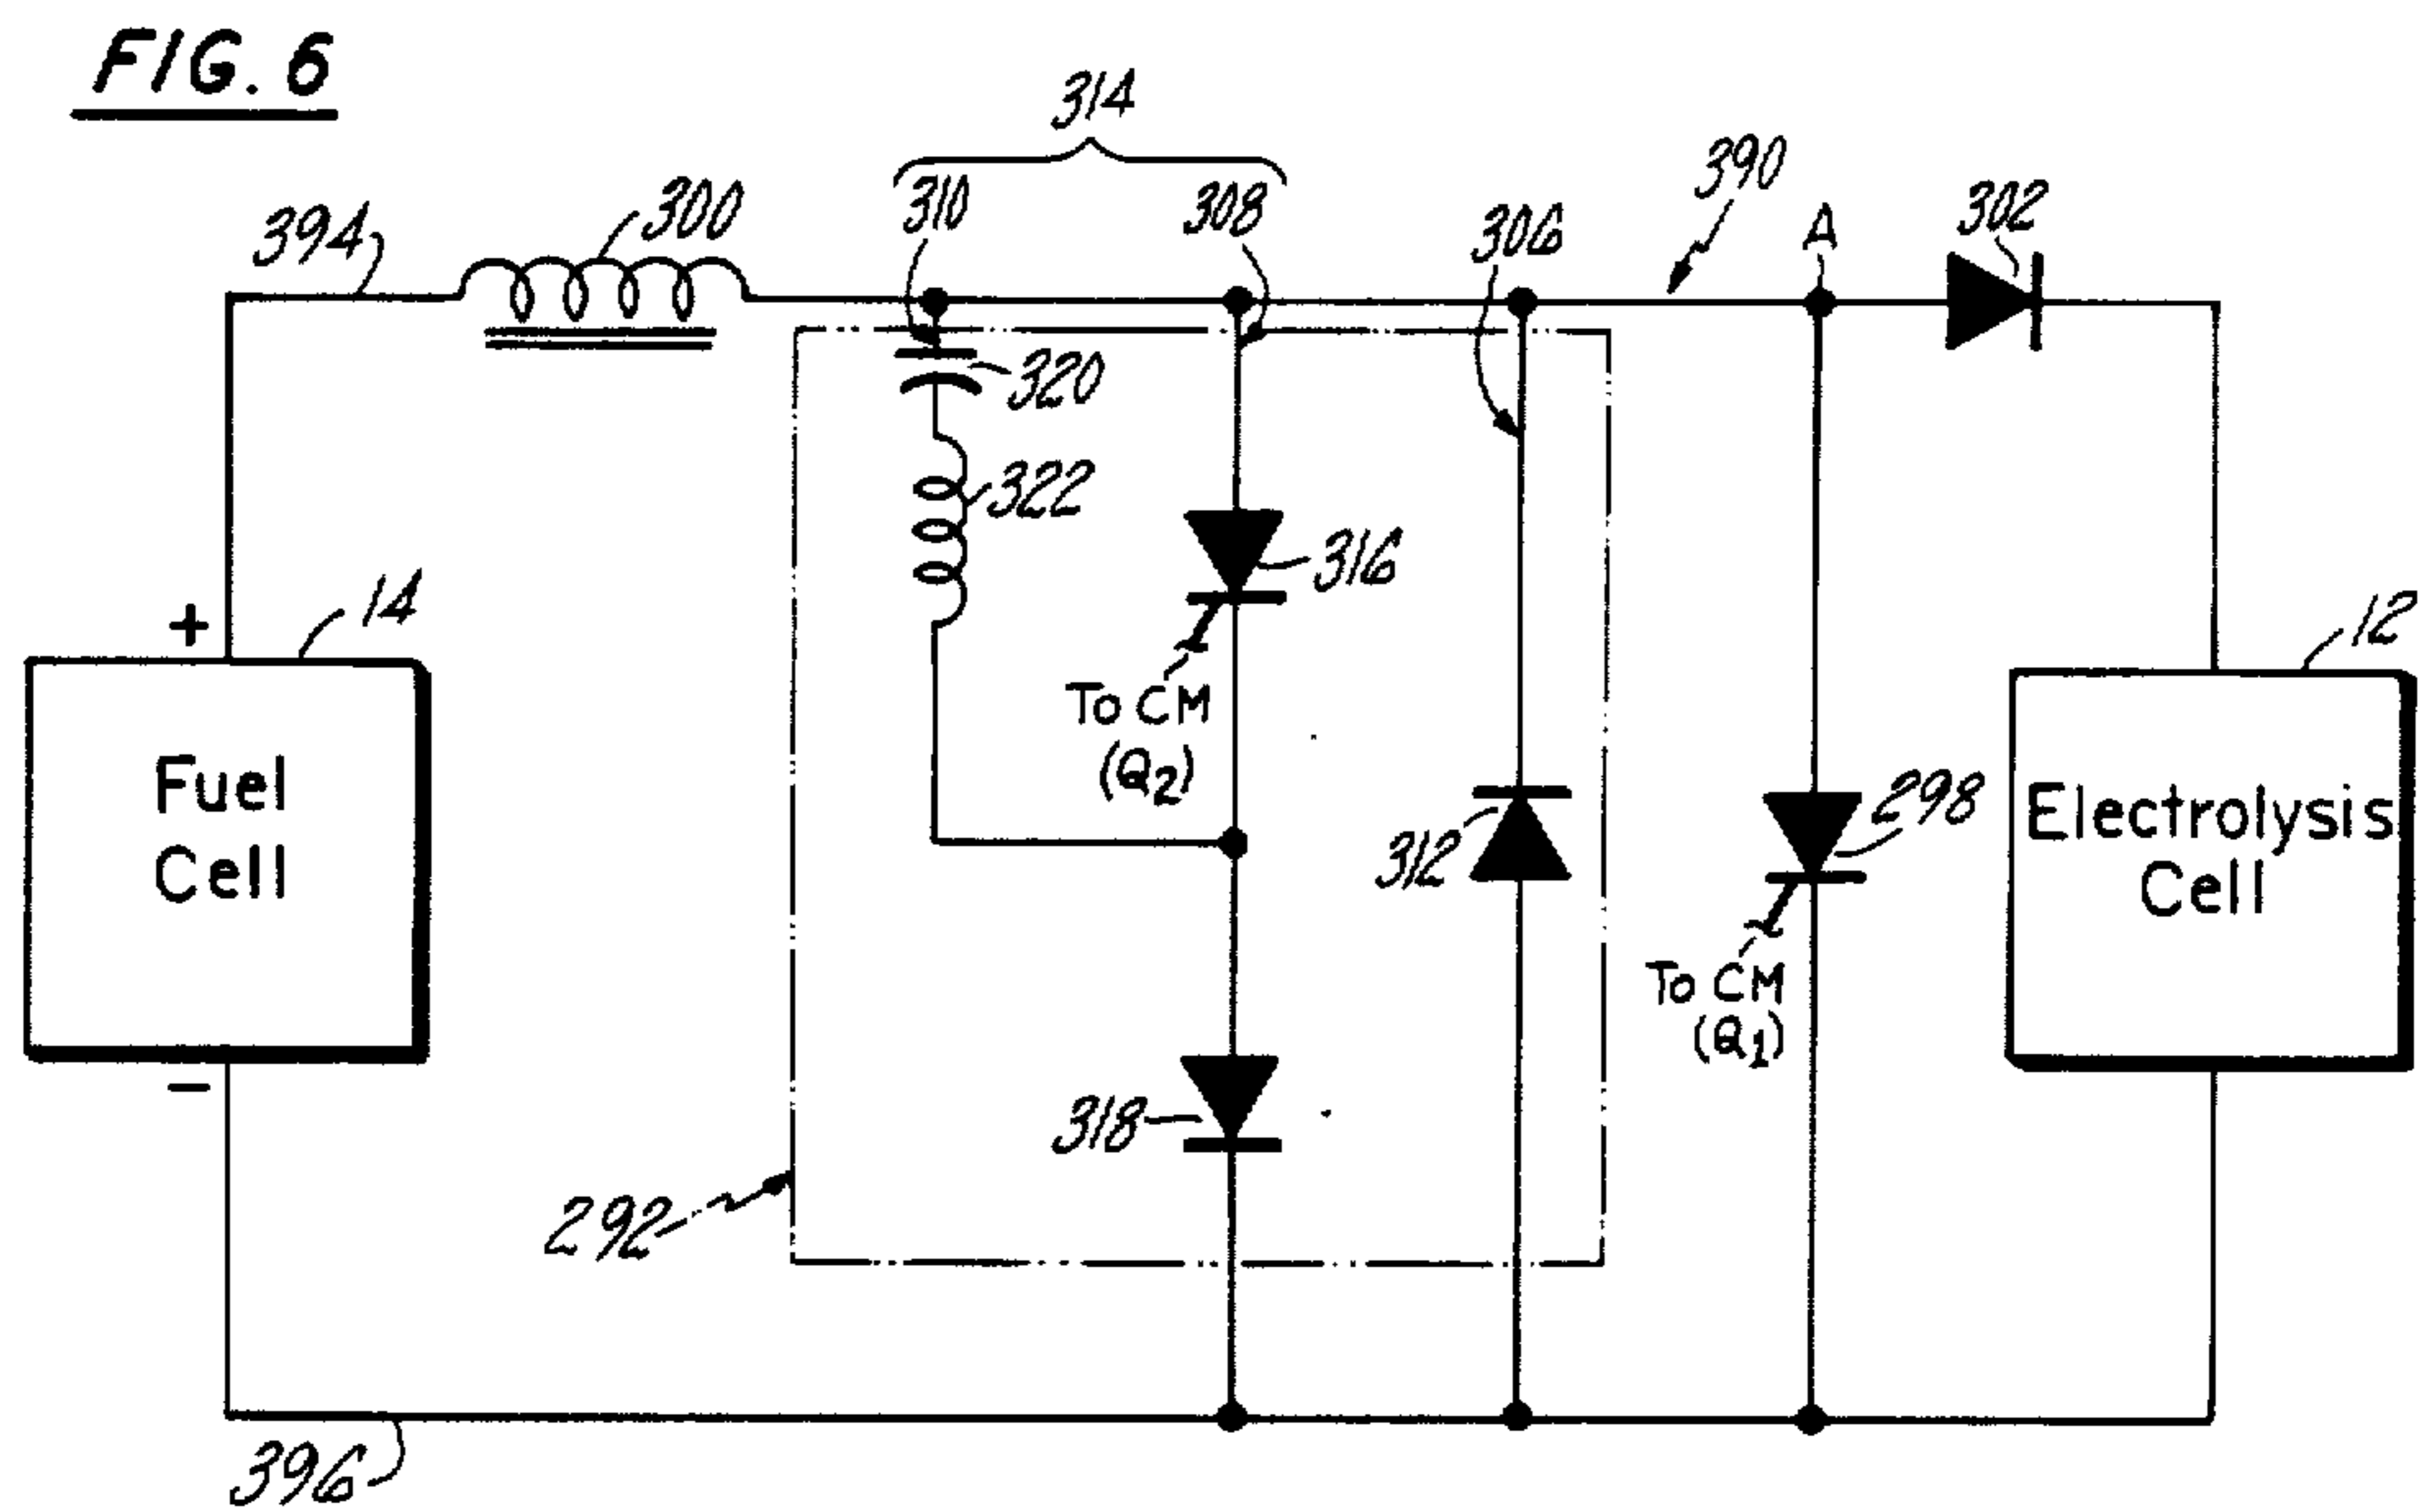 FIG. 6
314
310
308
390
394
300
306
A
302
320
322
316
+
14
12
To CM
(Q2)
Fuel
Cell
298
Electrolysis
Cell
312
To CM
(Q1)
−
318
292
396